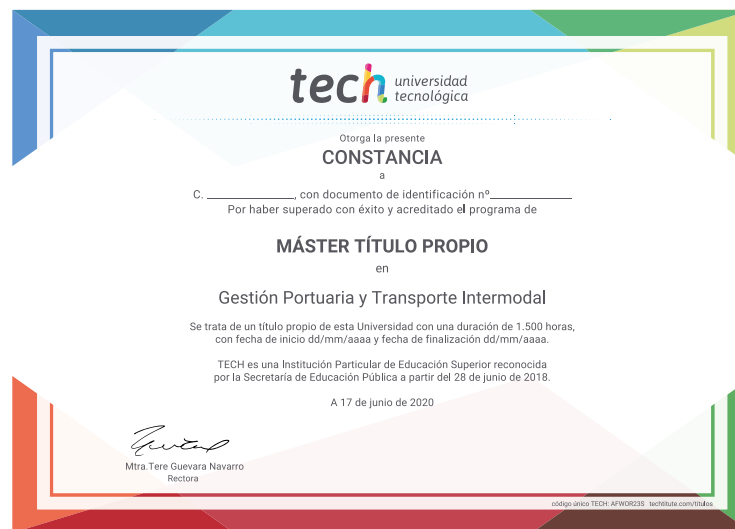 tech universidad
tecnológica
Otorga la presente
CONSTANCIA
a
C. ________________, con documento de identificación nº______________
Por haber superado con éxito y acreditado el programa de
MÁSTER TÍTULO PROPIO
en
Gestión Portuaria y Transporte Intermodal
Se trata de un título propio de esta Universidad con una duración de 1.500 horas,
con fecha de inicio dd/mm/aaaa y fecha de finalización dd/mm/aaaa.
TECH es una Institución Particular de Educación Superior reconocida
por la Secretaría de Educación Pública a partir del 28 de junio de 2018.
A 17 de junio de 2020
Mtra.Tere Guevara Navarro
Rectora
código único TECH: AFWOR23S techtitute.com/títulos